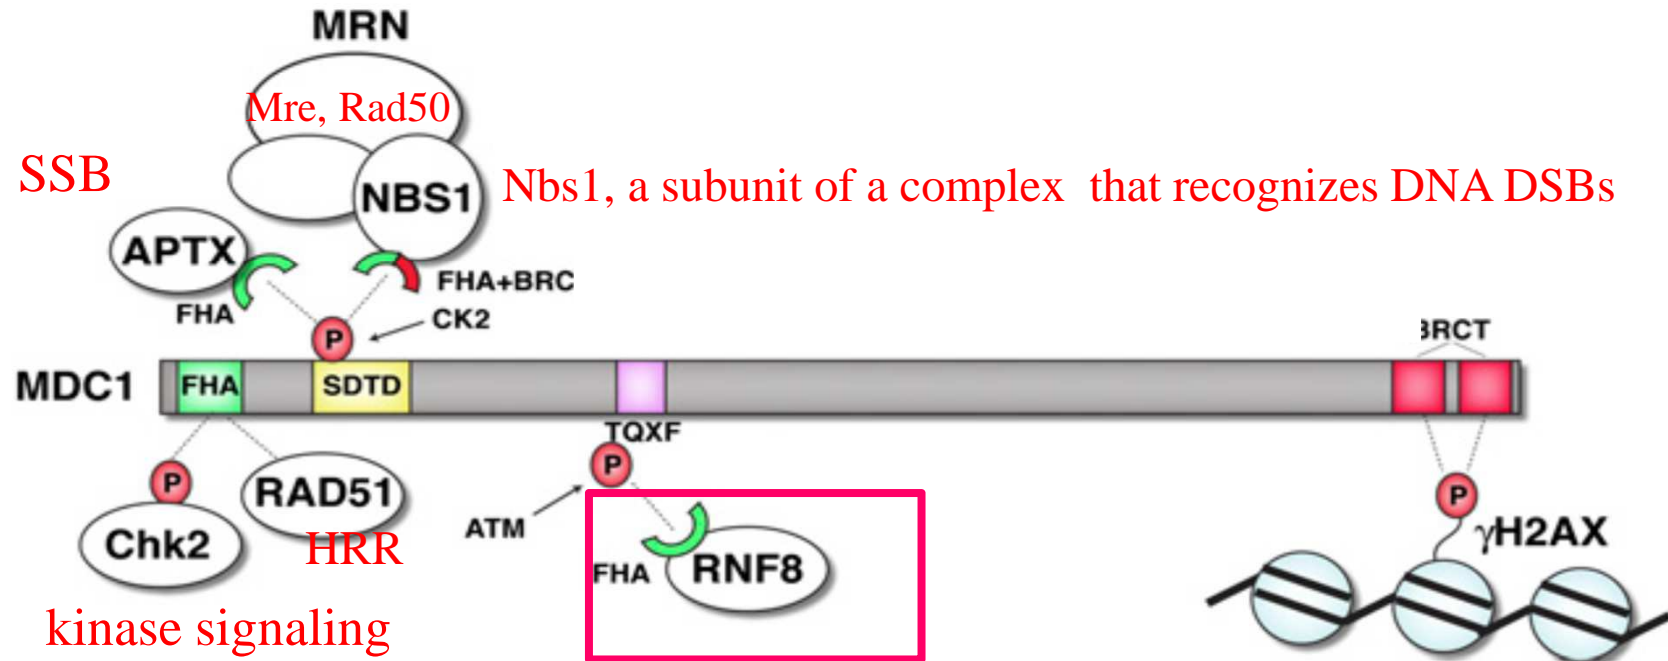 MRN
Mre, Rad50
SSB
NBS1
Nbs1, a subunit of a complex that recognizes DNA DSBs
APTX
FHA+BRC
FHA
CK2
P
BRCT
MDC1
FHA
SDTD
TQXF
P
P
P
RAD51
Chk2
HRR
ATM
FHA
RNF8
γH2AX
kinase signaling